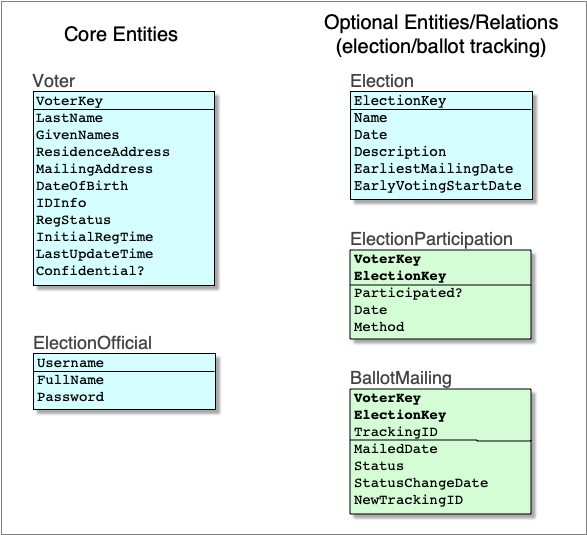 Core Entities
Voter
VoterKey
LastName
GivenNames
ResidenceAddress
MailingAddress
DateOfBirth
IDInfo
RegStatus
InitialRegTime
LastUpdateTime
Confidential?
ElectionOfficial
Username
FullName
Password
Optional Entities/Relations
(election/ballot tracking)
Election
ElectionKey
Name
Date
Description
EarliestMailingDate
EarlyVotingStartDate
ElectionParticipation
VoterKey
ElectionKey
Participated?
Date
Method
BallotMailing
VoterKey
ElectionKey
TrackingID
MailedDate
Status
StatusChangeDate
NewTrackingID